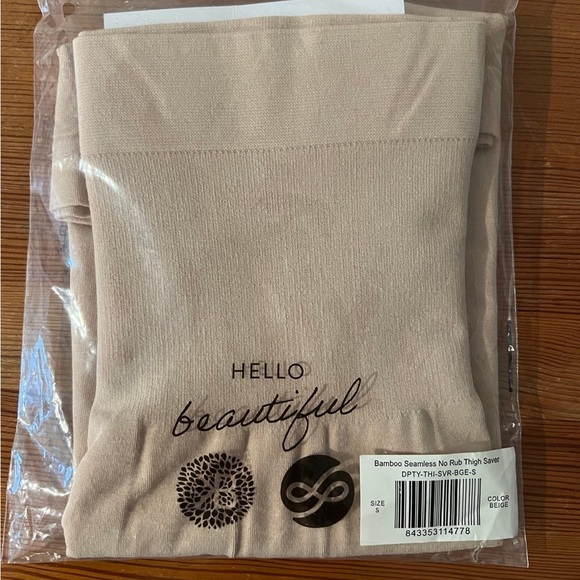 HELLO
beautiful
Bamboo Seamless No Rub Thigh Saver
DPTY-THI-SVR-BGE-S
SIZE
S
COLOR
BEIGE
843353114778